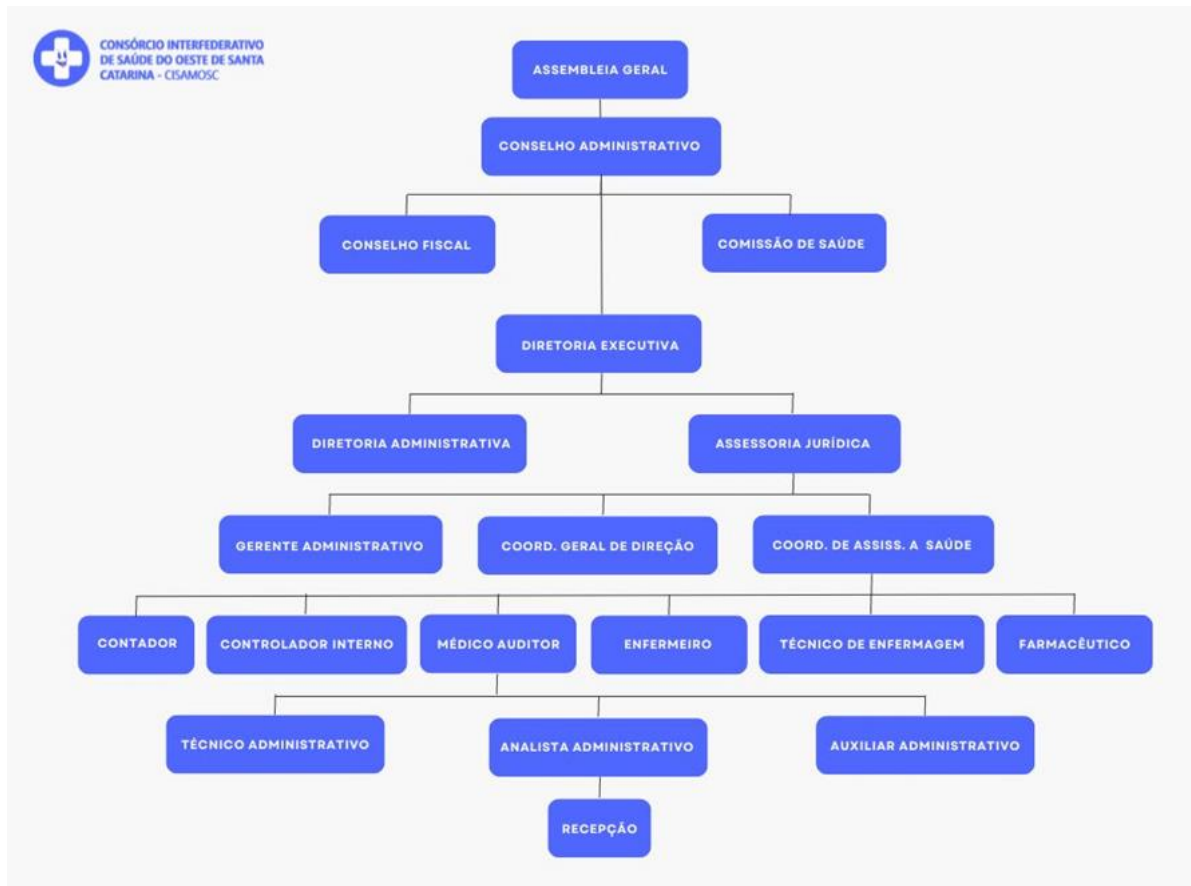 CONSÓRCIO INTERFEDERATIVO
DE SAÚDE DO OESTE DE SANTA
CATARINA - CISAMOSC
ASSEMBLEIA GERAL
CONSELHO ADMINISTRATIVO
CONSELHO FISCAL
COMISSÃO DE SAÚDE
DIRETORIA EXECUTIVA
DIRETORIA ADMINISTRATIVA
ASSESSORIA JURÍDICA
GERENTE ADMINISTRATIVO
COORD. GERAL DE DIREÇÃO
COORD. DE ASSISS. A SAÚDE
CONTADOR
CONTROLADOR INTERNO
MÉDICO AUDITOR
ENFERMEIRO
TÉCNICO DE ENFERMAGEM
FARMACÊUTICO
TÉCNICO ADMINISTRATIVO
ANALISTA ADMINISTRATIVO
AUXILIAR ADMINISTRATIVO
RECEPÇÃO